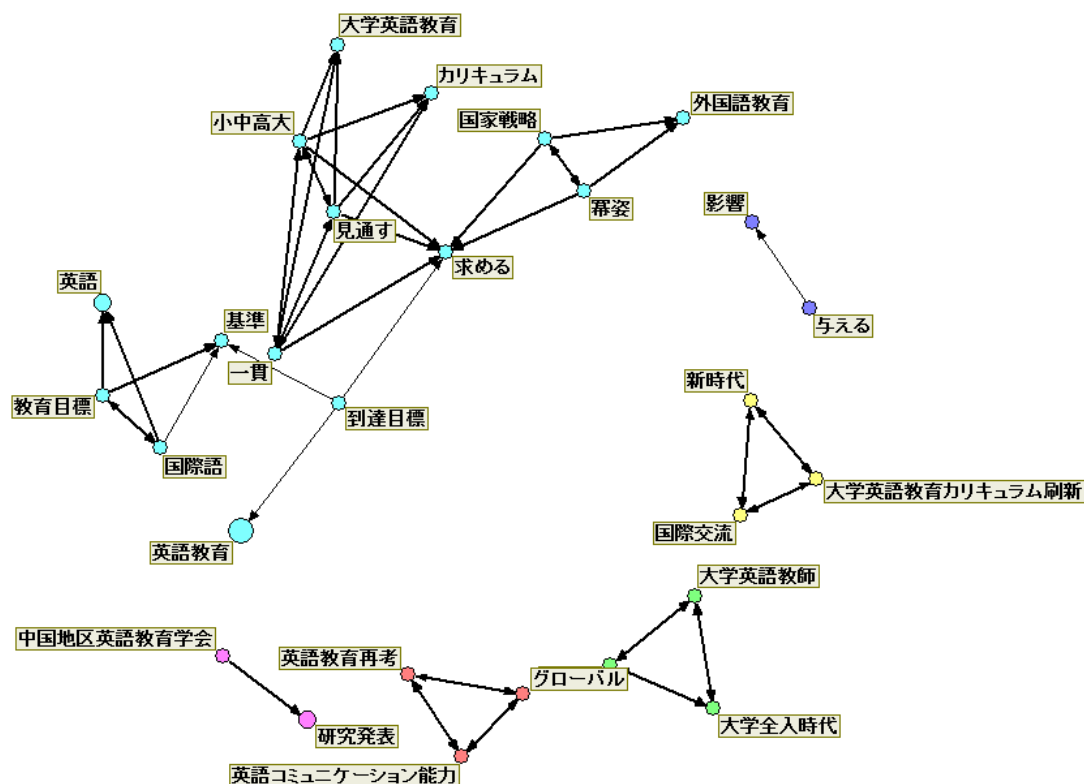 大学英語教育
カリキュラム
小中高大
国家戦略
外国語教育
冪姿
影響
見通す
求める
英語
基準
一貫
与える
新時代
教育目標
到達目標
国際語
大学英語教育カリキュラム刷新
国際交流
英語教育
大学英語教師
中国地区英語教育学会
英語教育再考
グローバル
大学全入時代
研究発表
英語コミュニケーション能力